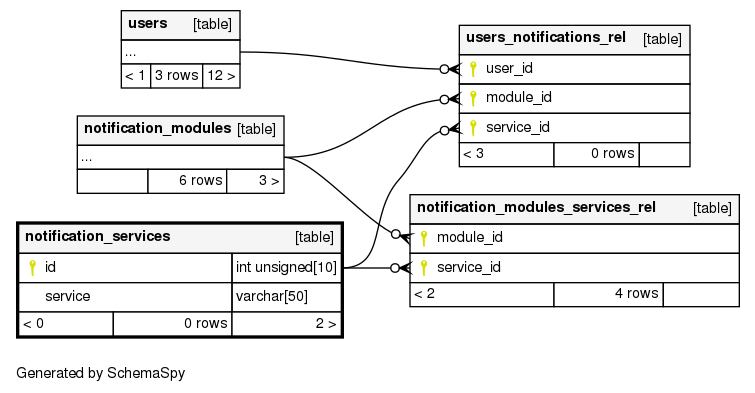 users [table]
...
< 1 3 rows 12 >
notification_modules [table]
...
6 rows 3 >
notification_services [table]
id int unsigned[10]
service varchar[50]
< 0 0 rows 2 >
users_notifications_rel [table]
user_id
module_id
service_id
< 3 0 rows
notification_modules_services_rel [table]
module_id
service_id
< 2 4 rows
Generated by SchemaSpy